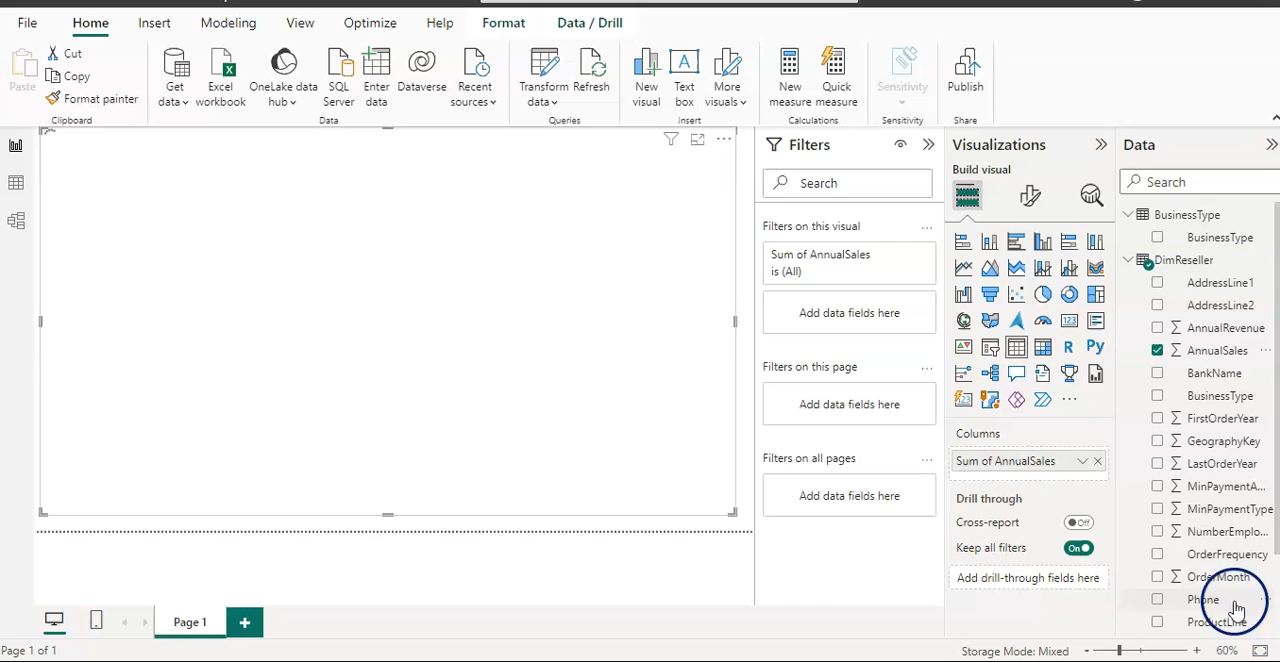 File Home Insert Modeling View Optimize Help Format Data / Drill
Paste
Cut
Copy
Format painter
Clipboard
Get data
Excel workbook
OneLake data hub
SQL Server
Enter data
Dataverse
Recent sources
Data
Transform data
Refresh
Queries
New visual
Text box
More visuals
Insert
New measure
Quick measure
Calculations
Sensitivity
Sensitivity
Publish
Share
Filters
Search
Filters on this visual
Sum of AnnualSales
is (All)
Add data fields here
Filters on this page
Add data fields here
Filters on all pages
Add data fields here
Visualizations
Build visual
123
R
Py
123
Columns
Sum of AnnualSales
Drill through
Cross-report Off
Keep all filters On
Add drill-through fields here
Data
Search
BusinessType
BusinessType
DimReseller
AddressLine1
AddressLine2
Σ AnnualRevenue
Σ AnnualSales
BankName
BusinessType
Σ FirstOrderYear
Σ GeographyKey
Σ LastOrderYear
Σ MinPaymentA...
Σ MinPaymentType
Σ NumberEmplo...
OrderFrequency
Σ OrderMonth
Phone
ProductLine
Page 1
Page 1 of 1
Storage Mode: Mixed
- + 60%